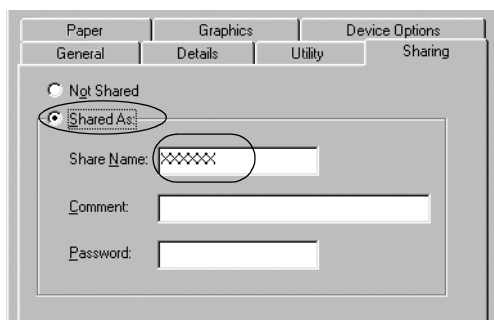 Paper Graphics Device Options
General Details Utility Sharing
Not Shared
Shared As:
Share Name: XXXXXX
Comment:
Password: